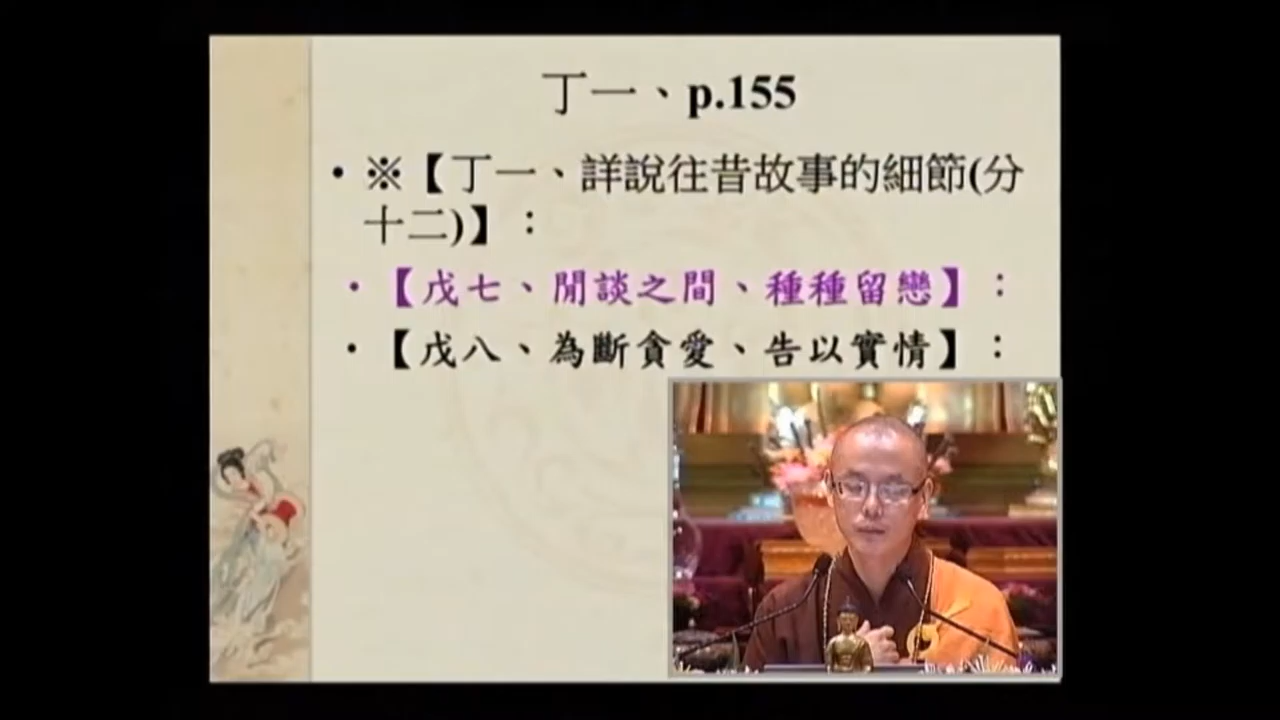 丁一、p.155
• ※【丁一、詳說往昔故事的細節(分
十二)】：
• 【戊七、閒談之間、種種留戀】：
• 【戊八、為斷貪愛、告以實情】：